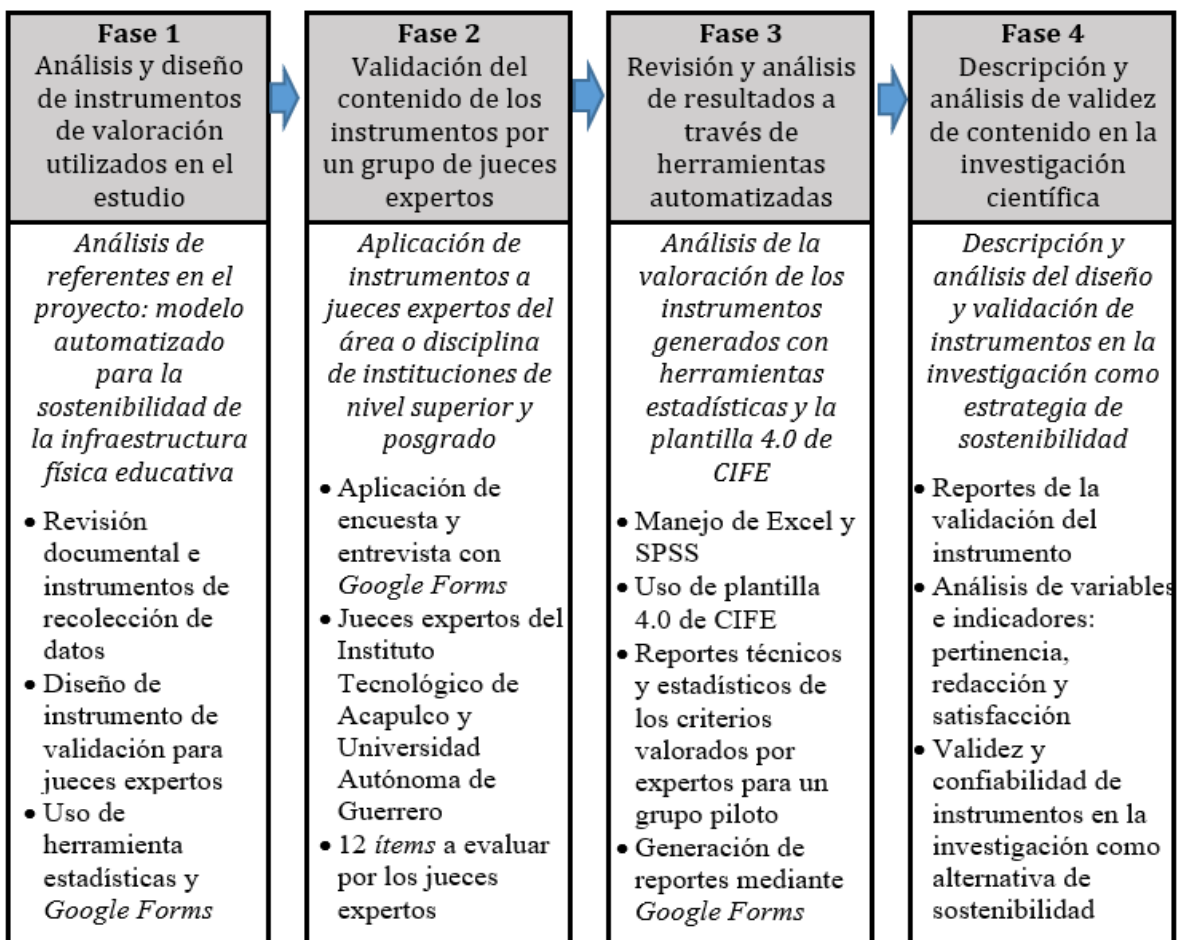 Fase 1
Análisis y diseño
de instrumentos
de valoración
utilizados en el
estudio
Análisis de
referentes en el
proyecto: modelo
automatizado
para la
sostenibilidad de
la infraestructura
física educativa
• Revisión
documental e
instrumentos de
recolección de
datos
• Diseño de
instrumento de
validación para
jueces expertos
• Uso de
herramienta
estadísticas y
Google Forms
Fase 2
Validación del
contenido de los
instrumentos por
un grupo de jueces
expertos
Aplicación de
instrumentos a
jueces expertos del
área o disciplina
de instituciones de
nivel superior y
posgrado
• Aplicación de
encuesta y
entrevista con
Google Forms
• Jueces expertos del
Instituto
Tecnológico de
Acapulco y
Universidad
Autónoma de
Guerrero
• 12 ítems a evaluar
por los jueces
expertos
Fase 3
Revisión y análisis
de resultados a
través de
herramientas
automatizadas
Análisis de la
valoración de los
instrumentos
generados con
herramientas
estadísticas y la
plantilla 4.0 de
CIFE
• Manejo de Excel y
SPSS
• Uso de plantilla
4.0 de CIFE
• Reportes técnicos
y estadísticos de
los criterios
valorados por
expertos para un
grupo piloto
• Generación de
reportes mediante
Google Forms
Fase 4
Descripción y
análisis de validez
de contenido en la
investigación
científica
Descripción y
análisis del diseño
y validación de
instrumentos en la
investigación como
estrategia de
sostenibilidad
• Reportes de la
validación del
instrumento
• Análisis de variables
e indicadores:
pertinencia,
redacción y
satisfacción
• Validez y
confiabilidad de
instrumentos en la
investigación como
alternativa de
sostenibilidad